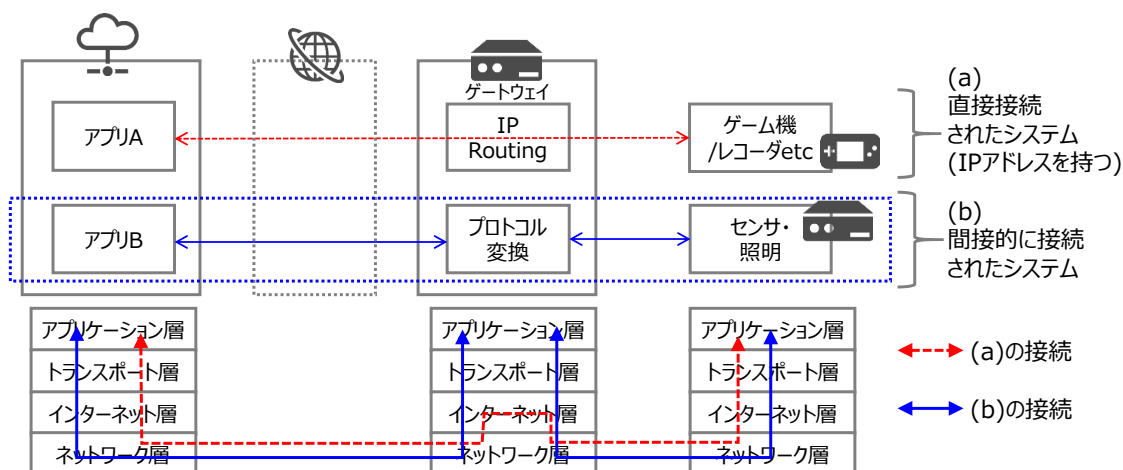 ゲートウェイ
アプリA
IP
Routing
ゲーム機
/レコーダetc
(a)
直接接続
されたシステム
(IPアドレスを持つ)
アプリB
プロトコル
変換
センサ・
照明
(b)
間接的に接続
されたシステム
アプリケーション層
トランスポート層
インターネット層
ネットワーク層
アプリケーション層
トランスポート層
インターネット層
ネットワーク層
アプリケーション層
トランスポート層
インターネット層
ネットワーク層
(a)の接続
(b)の接続